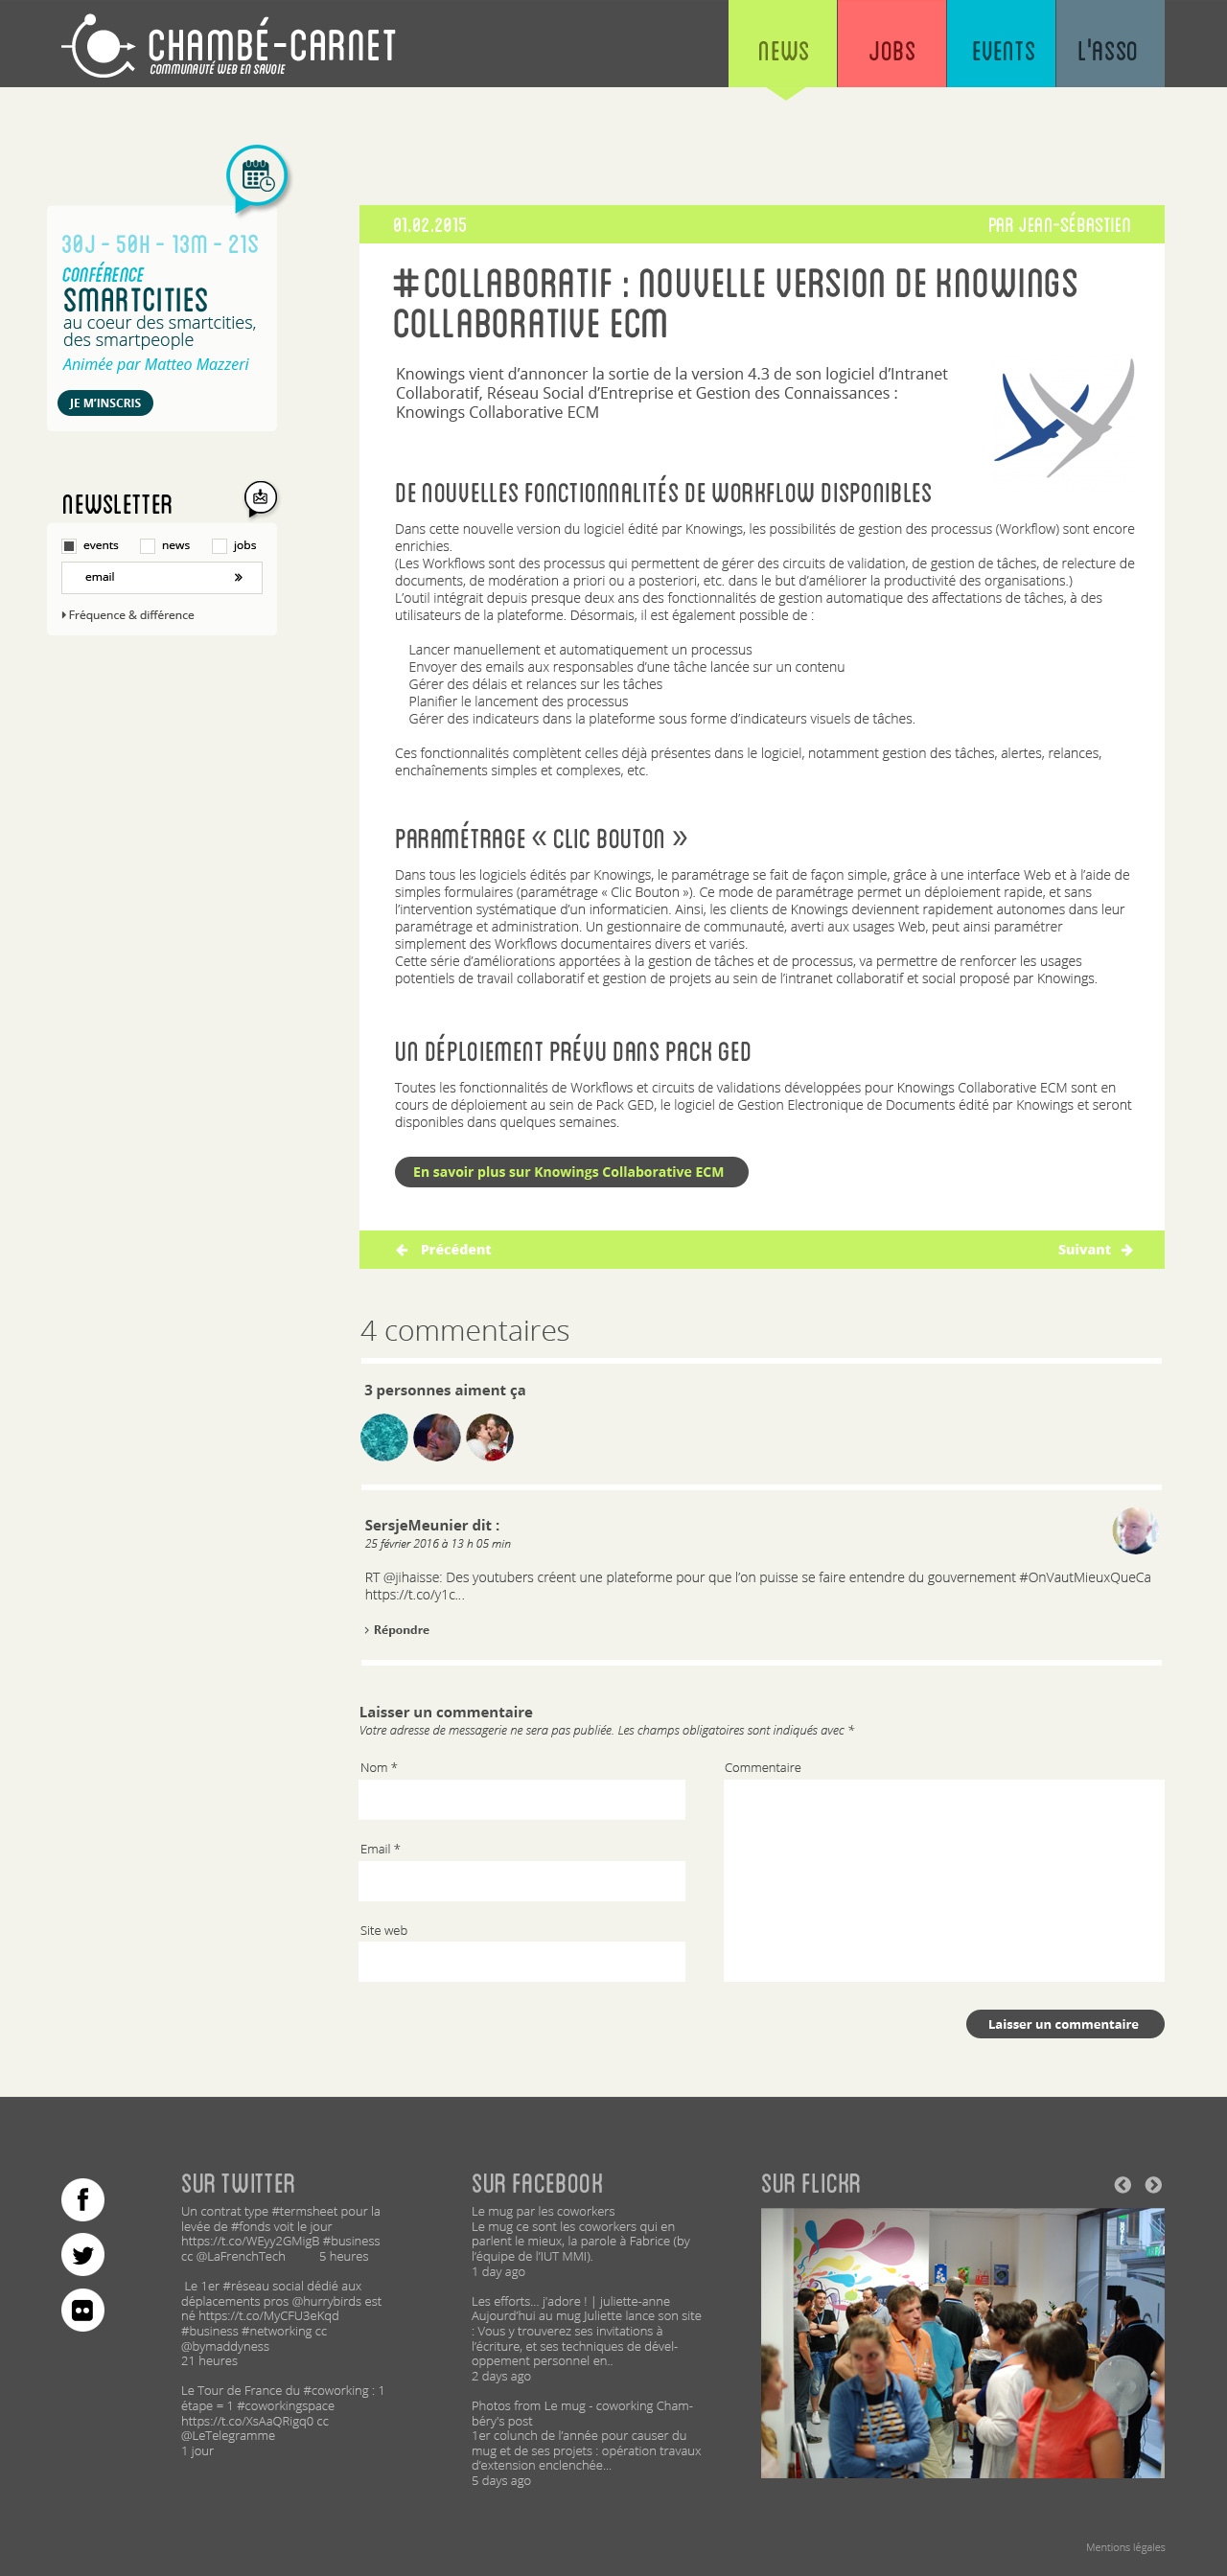 CHAMBÉ-CARNET
COMMUNAUTÉ WEB EN SAVOIE
NEWS
JOBS
EVENTS
L'ASSO
30J - 50H - 13M - 21S
CONFÉRENCE
SMARTCITIES
au coeur des smartcities,
des smartpeople
Animée par Matteo Mazzeri
JE M’INSCRIS
NEWSLETTER
events
news
jobs
email
Fréquence & différence
01.02.2015
PAR JEAN-SÉBASTIEN
#COLLABORATIF : NOUVELLE VERSION DE KNOWINGS
COLLABORATIVE ECM
Knowings vient d’annoncer la sortie de la version 4.3 de son logiciel d’Intranet
Collaboratif, Réseau Social d’Entreprise et Gestion des Connaissances :
Knowings Collaborative ECM
DE NOUVELLES FONCTIONNALITÉS DE WORKFLOW DISPONIBLES
Dans cette nouvelle version du logiciel édité par Knowings, les possibilités de gestion des processus (Workflow) sont encore
enrichies.
(Les Workflows sont des processus qui permettent de gérer des circuits de validation, de gestion de tâches, de relecture de
documents, de modération a priori ou a posteriori, etc. dans le but d’améliorer la productivité des organisations.)
L’outil intégrait depuis presque deux ans des fonctionnalités de gestion automatique des affectations de tâches, à des
utilisateurs de la plateforme. Désormais, il est également possible de :
Lancer manuellement et automatiquement un processus
Envoyer des emails aux responsables d’une tâche lancée sur un contenu
Gérer des délais et relances sur les tâches
Planifier le lancement des processus
Gérer des indicateurs dans la plateforme sous forme d’indicateurs visuels de tâches.
Ces fonctionnalités complètent celles déjà présentes dans le logiciel, notamment gestion des tâches, alertes, relances,
enchaînements simples et complexes, etc.
PARAMÉTRAGE « CLIC BOUTON »
Dans tous les logiciels édités par Knowings, le paramétrage se fait de façon simple, grâce à une interface Web et à l’aide de
simples formulaires (paramétrage « Clic Bouton »). Ce mode de paramétrage permet un déploiement rapide, et sans
l’intervention systématique d’un informaticien. Ainsi, les clients de Knowings deviennent rapidement autonomes dans leur
paramétrage et administration. Un gestionnaire de communauté, averti aux usages Web, peut ainsi paramétrer
simplement des Workflows documentaires divers et variés.
Cette série d’améliorations apportées à la gestion de tâches et de processus, va permettre de renforcer les usages
potentiels de travail collaboratif et gestion de projets au sein de l’intranet collaboratif et social proposé par Knowings.
UN DÉPLOIEMENT PRÉVU DANS PACK GED
Toutes les fonctionnalités de Workflows et circuits de validations développées pour Knowings Collaborative ECM sont en
cours de déploiement au sein de Pack GED, le logiciel de Gestion Electronique de Documents édité par Knowings et seront
disponibles dans quelques semaines.
En savoir plus sur Knowings Collaborative ECM
Précédent
Suivant
4 commentaires
3 personnes aiment ça
SersjeMeunier dit :
25 février 2016 à 13 h 05 min
RT @jihaisse: Des youtubers créent une plateforme pour que l’on puisse se faire entendre du gouvernement #OnVautMieuxQueCa
https://t.co/y1c…
Répondre
Laisser un commentaire
Votre adresse de messagerie ne sera pas publiée. Les champs obligatoires sont indiqués avec *
Nom *
Commentaire
Email *
Site web
Laisser un commentaire
SUR TWITTER
Un contrat type #termsheet pour la
levée de #fonds voit le jour
https://t.co/WEyy2GMigB #business
cc @LaFrenchTech 5 heures
Le 1er #réseau social dédié aux
déplacements pros @hurrybirds est
né https://t.co/MyCFU3eKqd
#business #networking cc
@bymaddyness
21 heures
Le Tour de France du #coworking : 1
étape = 1 #coworkingspace
https://t.co/XsAaQRigq0 cc
@LeTelegramme
1 jour
SUR FACEBOOK
Le mug par les coworkers
Le mug ce sont les coworkers qui en
parlent le mieux, la parole à Fabrice (by
l’équipe de l’IUT MMI).
1 day ago
Les efforts... j'adore ! | juliette-anne
Aujourd’hui au mug Juliette lance son site
: Vous y trouverez ses invitations à
l’écriture, et ses techniques de dével-
oppement personnel en..
2 days ago
Photos from Le mug - coworking Cham-
béry's post
1er colunch de l’année pour causer du
mug et de ses projets : opération travaux
d’extension enclenchée...
5 days ago
SUR FLICKR
Mentions légales